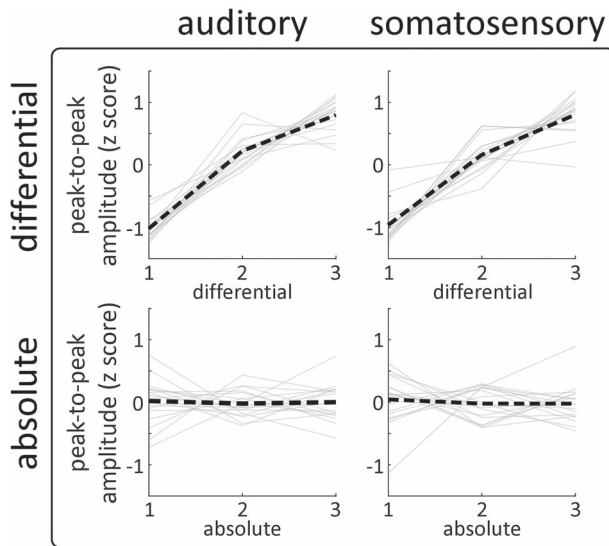 auditory somatosensory
differential
peak-to-peak
amplitude (z score)
1
0
-1
1 2 3
differential
1
0
-1
1 2 3
differential
absolute
peak-to-peak
amplitude (z score)
1
0
-1
1 2 3
absolute
1
0
-1
1 2 3
absolute